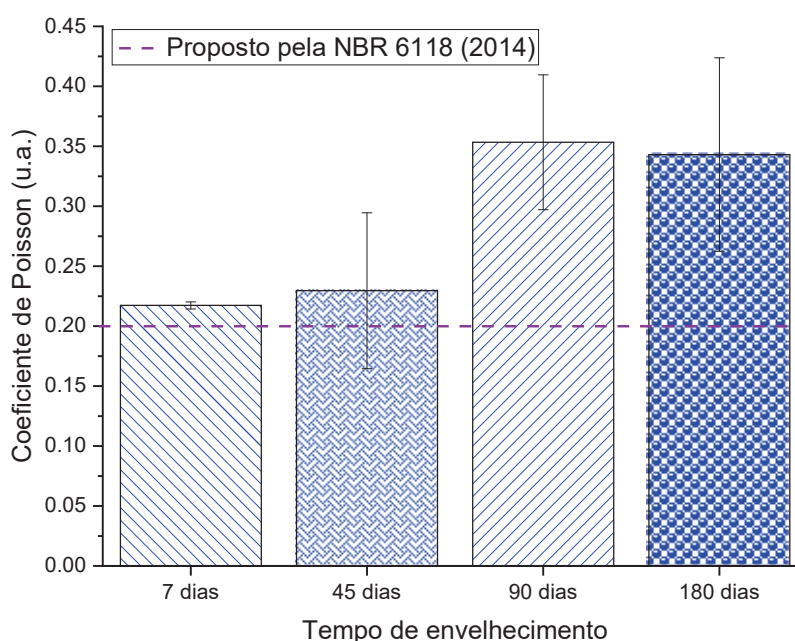 Proposto pela NBR 6118 (2014)
Coeficiente de Poisson (u.a.)
0.45
0.40
0.35
0.30
0.25
0.20
0.15
0.10
0.05
0.00
7 dias
45 dias
90 dias
180 dias
Tempo de envelhecimento